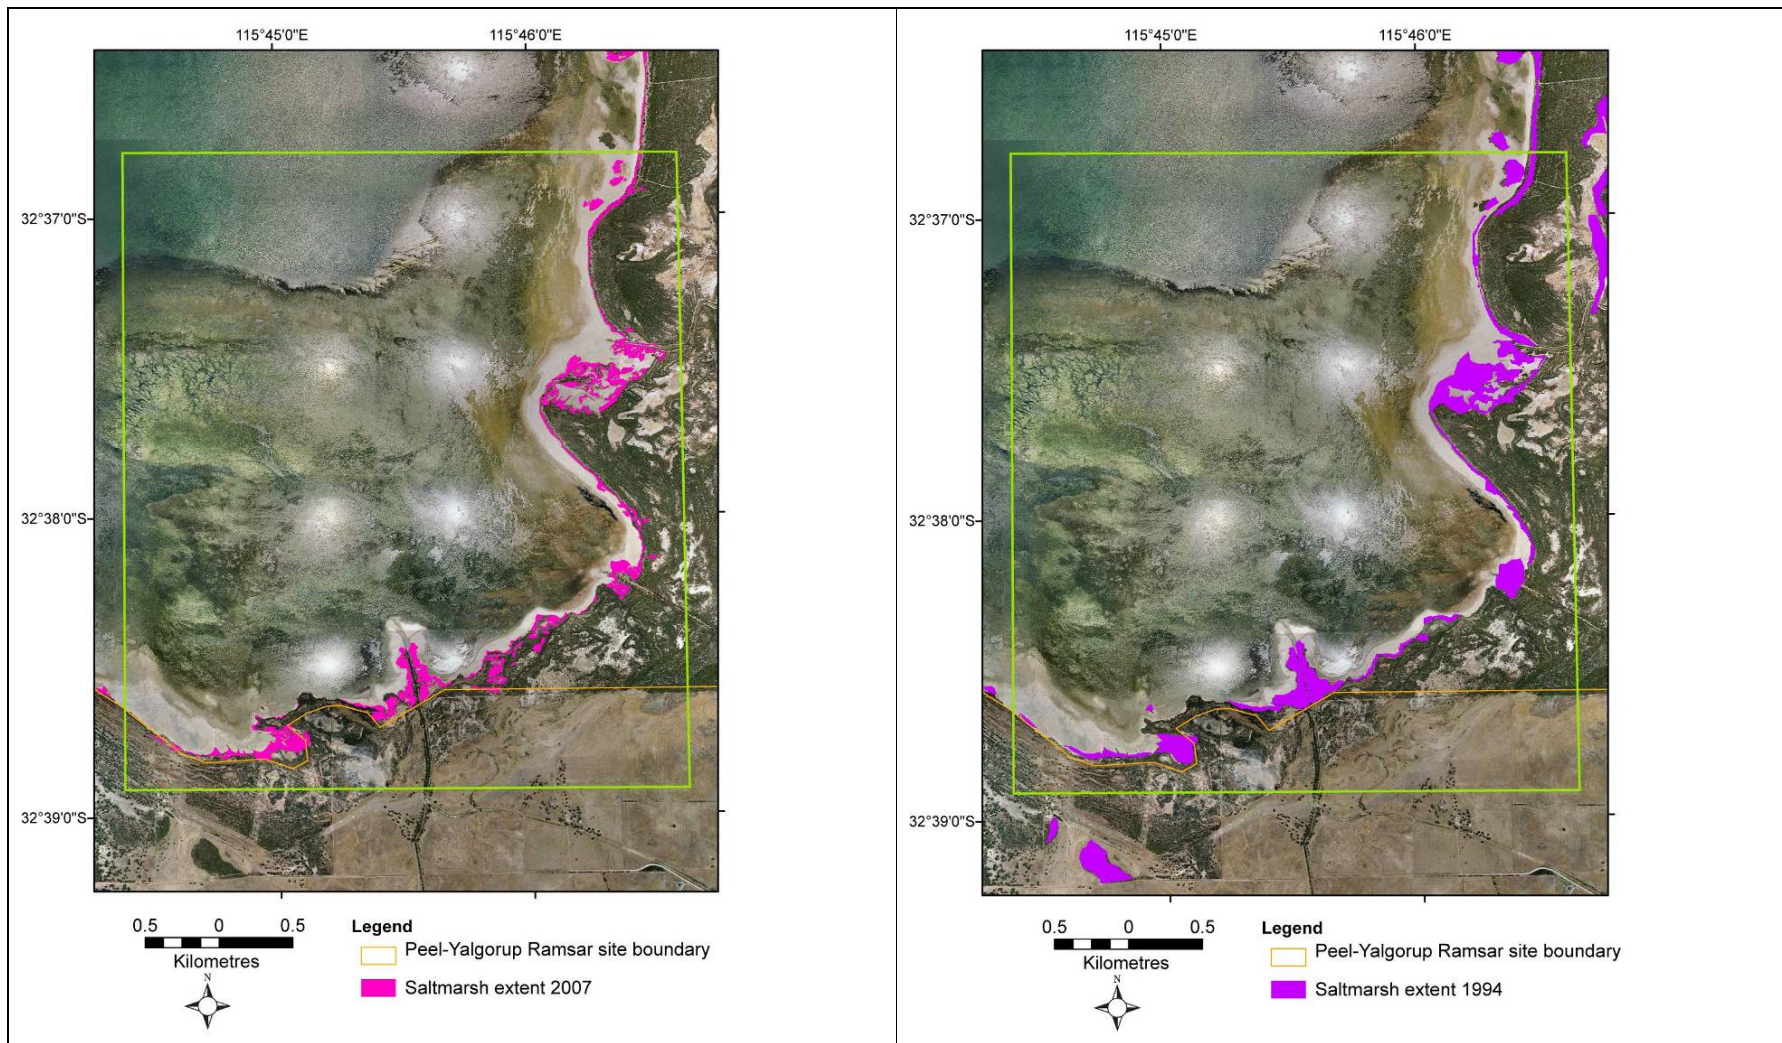 115°45'0"E 115°46'0"E
32°37'0"S
32°38'0"S
32°39'0"S
0.5 0 0.5
Kilometres
N
Legend
Peel-Yalgorup Ramsar site boundary
Saltmarsh extent 2007
115°45'0"E 115°46'0"E
32°37'0"S
32°38'0"S
32°39'0"S
0.5 0 0.5
Kilometres
N
Legend
Peel-Yalgorup Ramsar site boundary
Saltmarsh extent 1994